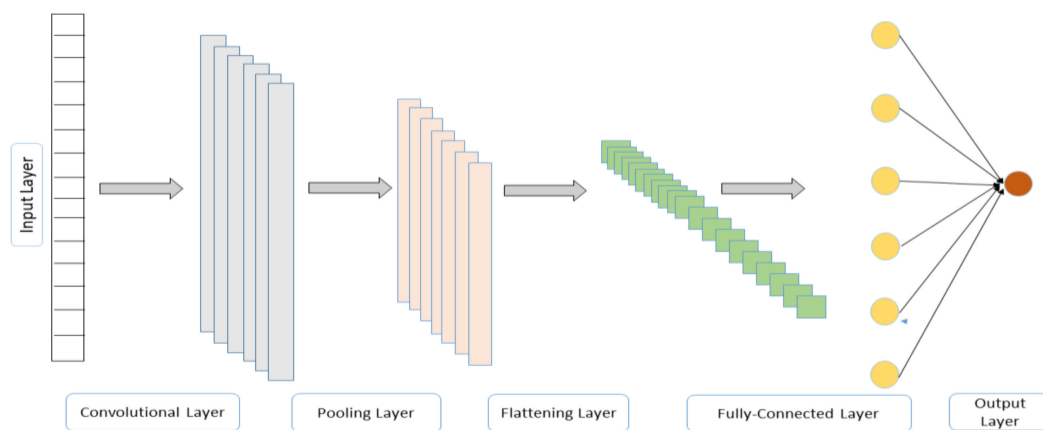 Input Layer
Convolutional Layer
Pooling Layer
Flattening Layer
Fully-Connected Layer
Output
Layer